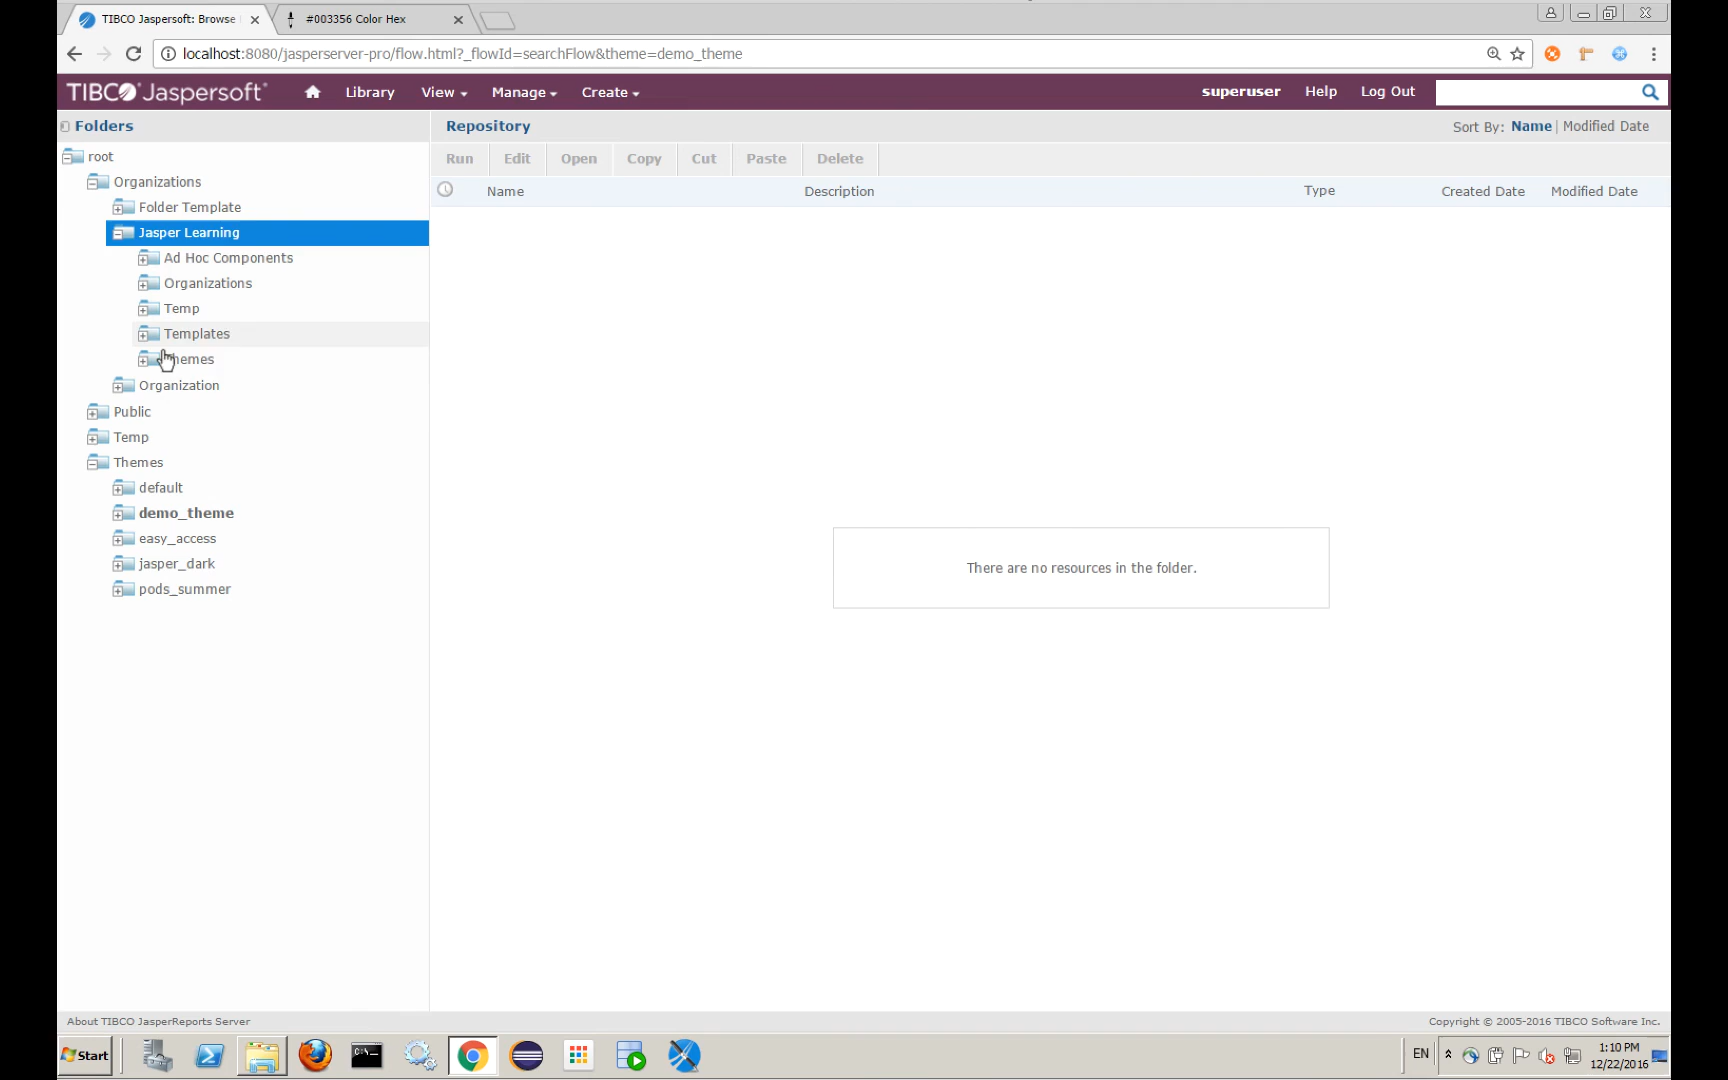 TIBCO Jaspersoft: Browse
#003356 Color Hex
localhost:8080/jasperserver-pro/flow.html?_flowId=searchFlow&theme=demo_theme
TIBCO Jaspersoft Library View Manage Create superuser Help Log Out
Folders
root
Organizations
Folder Template
Jasper Learning
Ad Hoc Components
Organizations
Temp
Templates
hemes
Organization
Public
Temp
Themes
default
demo_theme
easy_access
jasper_dark
pods_summer
Repository Sort By: Name | Modified Date
Run Edit Open Copy Cut Paste Delete
Name Description Type Created Date Modified Date
There are no resources in the folder.
About TIBCO JasperReports Server Copyright © 2005-2016 TIBCO Software Inc.
Start EN 1:10 PM
12/22/2016